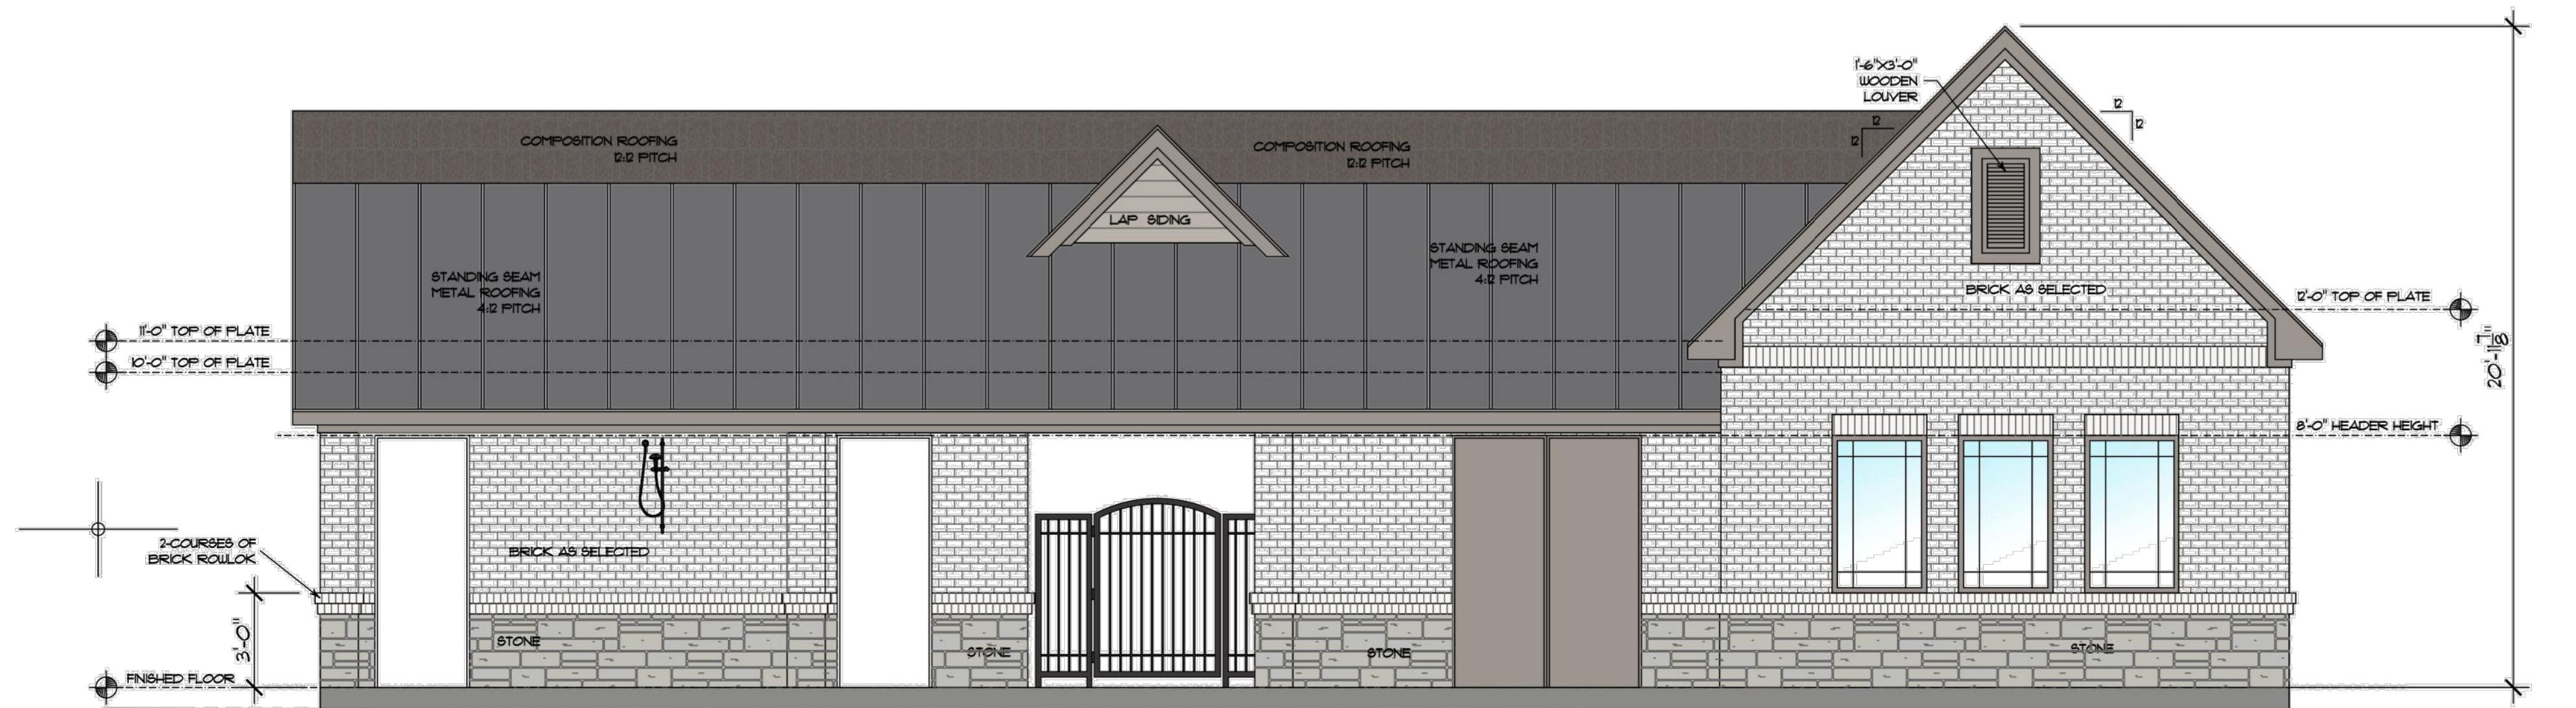 1'-6"X3'-0"
WOODEN
LOUVER
12
12
12
12
COMPOSITION ROOFING
12:12 PITCH
COMPOSITION ROOFING
12:12 PITCH
LAP SIDING
STANDING SEAM
METAL ROOFING
4:12 PITCH
STANDING SEAM
METAL ROOFING
4:12 PITCH
BRICK AS SELECTED
12'-0" TOP OF PLATE
11'-0" TOP OF PLATE
10'-0" TOP OF PLATE
20'-11 7/8"
8'-0" HEADER HEIGHT
2-COURSES OF
BRICK ROWLOK
BRICK AS SELECTED
3'-0"
STONE
STONE
STONE
STONE
FINISHED FLOOR